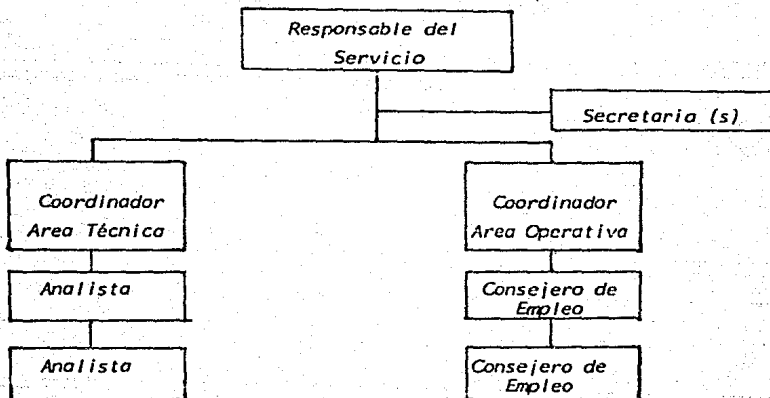 Responsable del
Servicio
Secretaria (s)
Coordinador
Area Técnica
Coordinador
Area Operativa
Analista
Consejero de
Empleo
Analista
Consejero de
Empleo